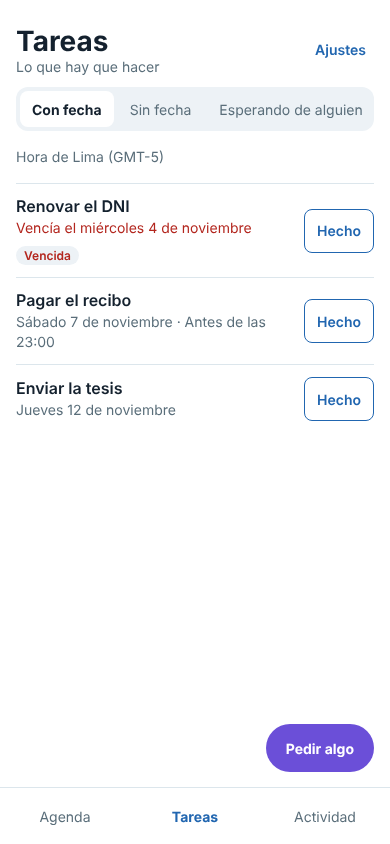 Tareas
Ajustes
Lo que hay que hacer
Con fecha
Sin fecha
Esperando de alguien
Hora de Lima (GMT-5)
Renovar el DNI
Vencía el miércoles 4 de noviembre
Vencida
Hecho
Pagar el recibo
Sábado 7 de noviembre · Antes de las
23:00
Hecho
Enviar la tesis
Jueves 12 de noviembre
Hecho
Pedir algo
Agenda
Tareas
Actividad